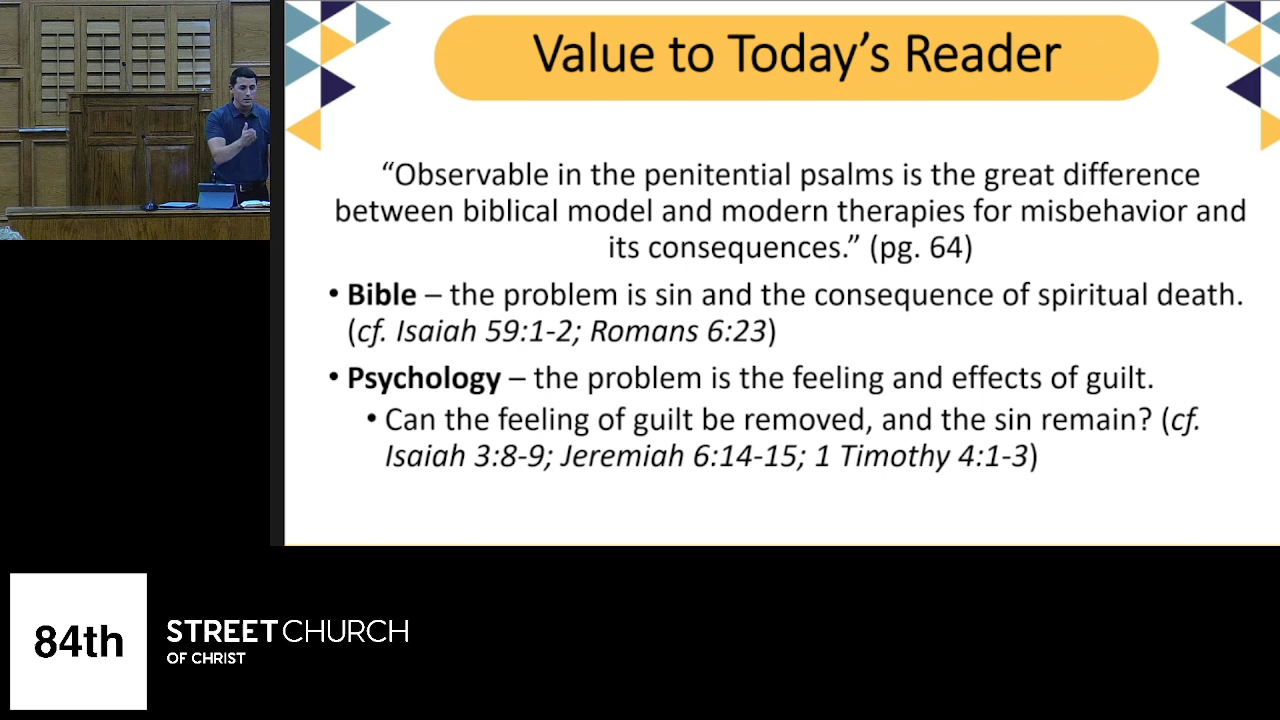 Value to Today's Reader
“Observable in the penitential psalms is the great difference
between biblical model and modern therapies for misbehavior and
its consequences.” (pg. 64)
• Bible – the problem is sin and the consequence of spiritual death.
(cf. Isaiah 59:1-2; Romans 6:23)
• Psychology – the problem is the feeling and effects of guilt.
• Can the feeling of guilt be removed, and the sin remain? (cf.
Isaiah 3:8-9; Jeremiah 6:14-15; 1 Timothy 4:1-3)
84th
STREET CHURCH
OF CHRIST